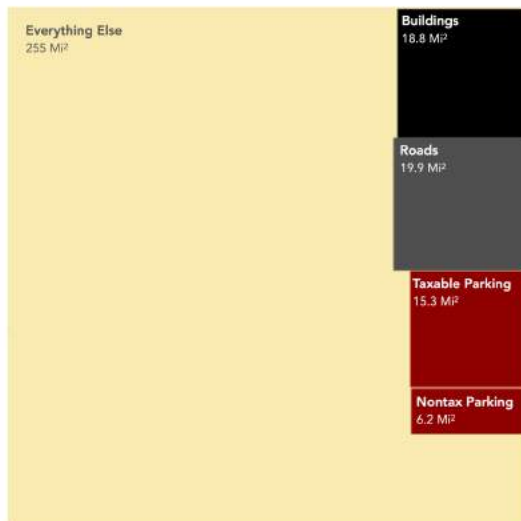 Everything Else
255 Mi²
Buildings
18.8 Mi²
Roads
19.9 Mi²
Taxable Parking
15.3 Mi²
Nontax Parking
6.2 Mi²